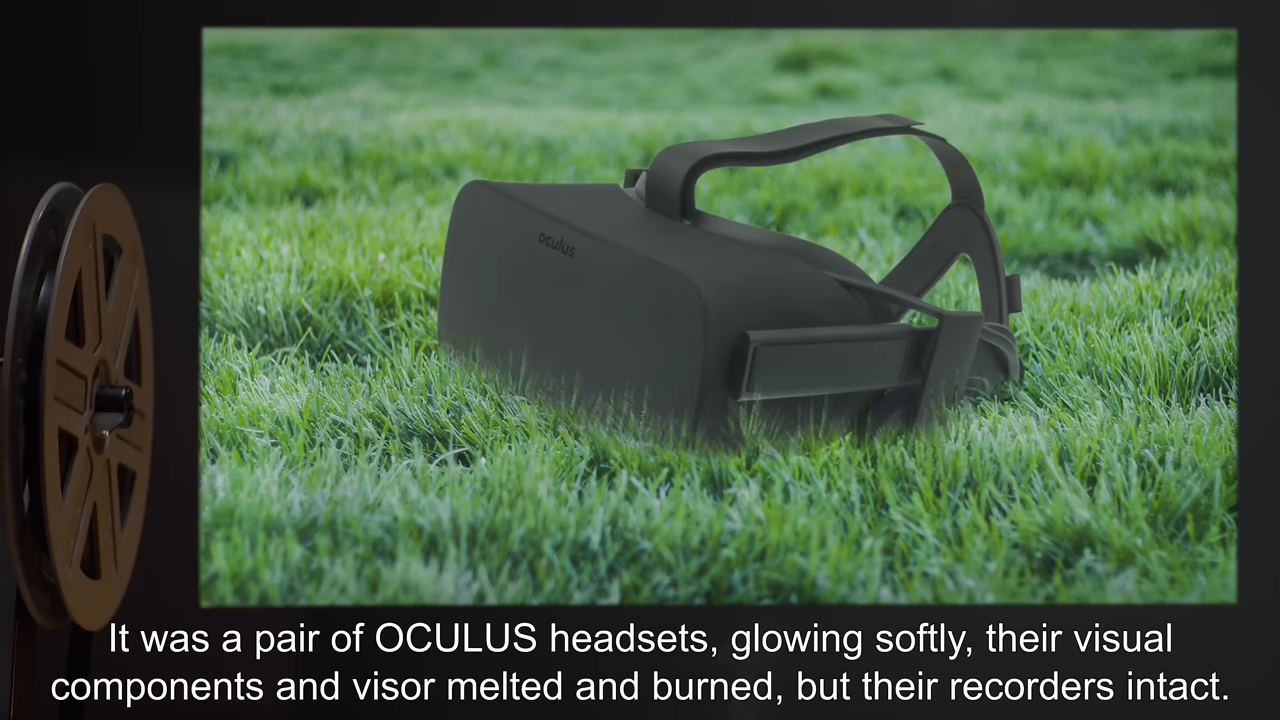 oculus
It was a pair of OCULUS headsets, glowing softly, their visual
components and visor melted and burned, but their recorders intact.